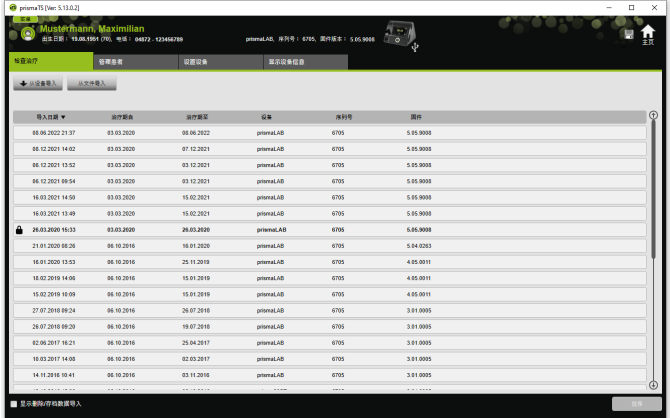 prismaTS [Ver: 5.13.0.2]
菜单
Mustermann, Maximilian
出生日期: 19.08.1951 (70), 电话: 04872 - 123456789
prismaLAB, 序列号: 6705, 固件版本: 5.05.9008
主页
检查治疗 管理患者 设置设备 显示设备信息
从设备导入 从文件导入
导入日期 ▼ 治疗期自 治疗期至 设备 序列号 固件
08.06.2022 21:37 03.03.2020 08.06.2022 prismaLAB 6705 5.05.9008
08.12.2021 14:02 03.03.2020 07.12.2021 prismaLAB 6705 5.05.9008
06.12.2021 13:52 03.03.2020 03.12.2021 prismaLAB 6705 5.05.9008
06.12.2021 09:54 03.03.2020 03.12.2021 prismaLAB 6705 5.05.9008
16.03.2021 14:50 03.03.2020 15.02.2021 prismaLAB 6705 5.05.9008
16.03.2021 13:49 03.03.2020 15.02.2021 prismaLAB 6705 5.05.9008
26.03.2020 15:33 03.03.2020 26.03.2020 prismaLAB 6705 5.05.9008
21.01.2020 08:26 06.10.2016 16.01.2020 prismaLAB 6705 5.04.0263
16.01.2020 13:53 06.10.2016 25.11.2019 prismaLAB 6705 4.05.0011
18.02.2019 14:06 06.10.2016 15.01.2019 prismaLAB 6705 4.05.0011
15.02.2019 10:09 06.10.2016 15.01.2019 prismaLAB 6705 4.05.0011
27.07.2018 09:24 06.10.2016 26.07.2018 prismaLAB 6705 3.01.0005
26.07.2018 09:20 06.10.2016 19.07.2018 prismaLAB 6705 3.01.0005
02.06.2017 16:21 06.10.2016 25.04.2017 prismaLAB 6705 3.01.0005
10.03.2017 14:08 06.10.2016 02.03.2017 prismaLAB 6705 3.01.0005
14.11.2016 10:41 06.10.2016 03.11.2016 prismaLAB 6705 3.01.0005
显示删除/存档数据导入